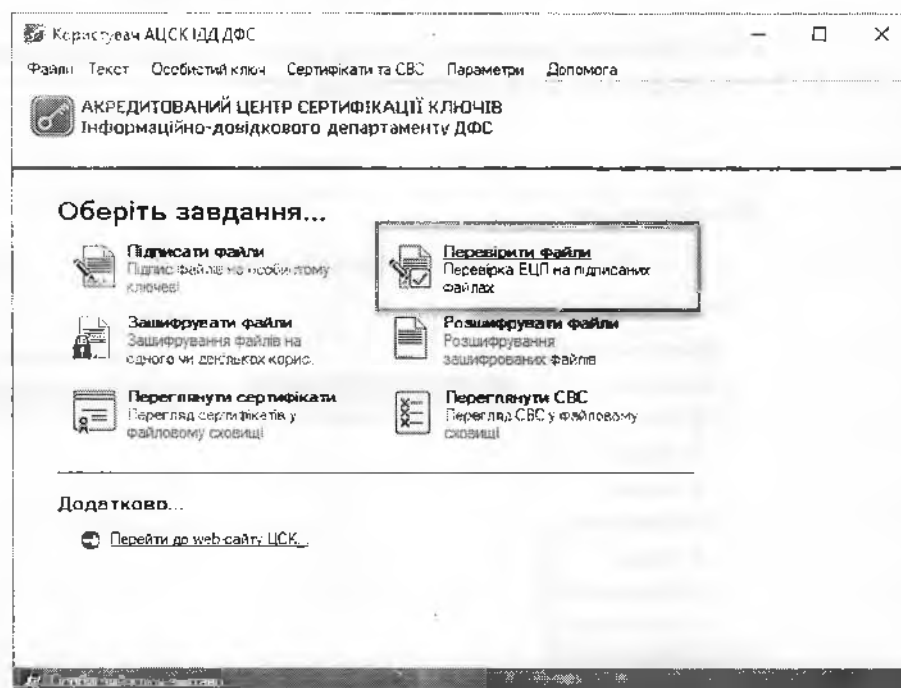 Користувач АЦСК ІДД ДФС
Файли Текст Особистий ключ Сертифікати та СВС Параметри Допомога
АКРЕДИТОВАНИЙ ЦЕНТР СЕРТИФІКАЦІЇ КЛЮЧІВ
Інформаційно-довідкового департаменту ДФС
Оберіть завдання...
Підписати файли
Підпис файлів на особистому
ключеві
Перевірити файли
Перевірка ЕЦП на підписаних
файлах
Зашифрувати файли
Зашифрування файлів на
одного чи декількох корис.
Розшифрувати файли
Розшифрування
зашифрованих файлів
Переглянути сертифікати
Перегляд сертифікатів у
файловому сховищі
Переглянути СВС
Перегляд СВС у файловому
сховищі
Додатково...
Перейти до web-сайту ЦСК...